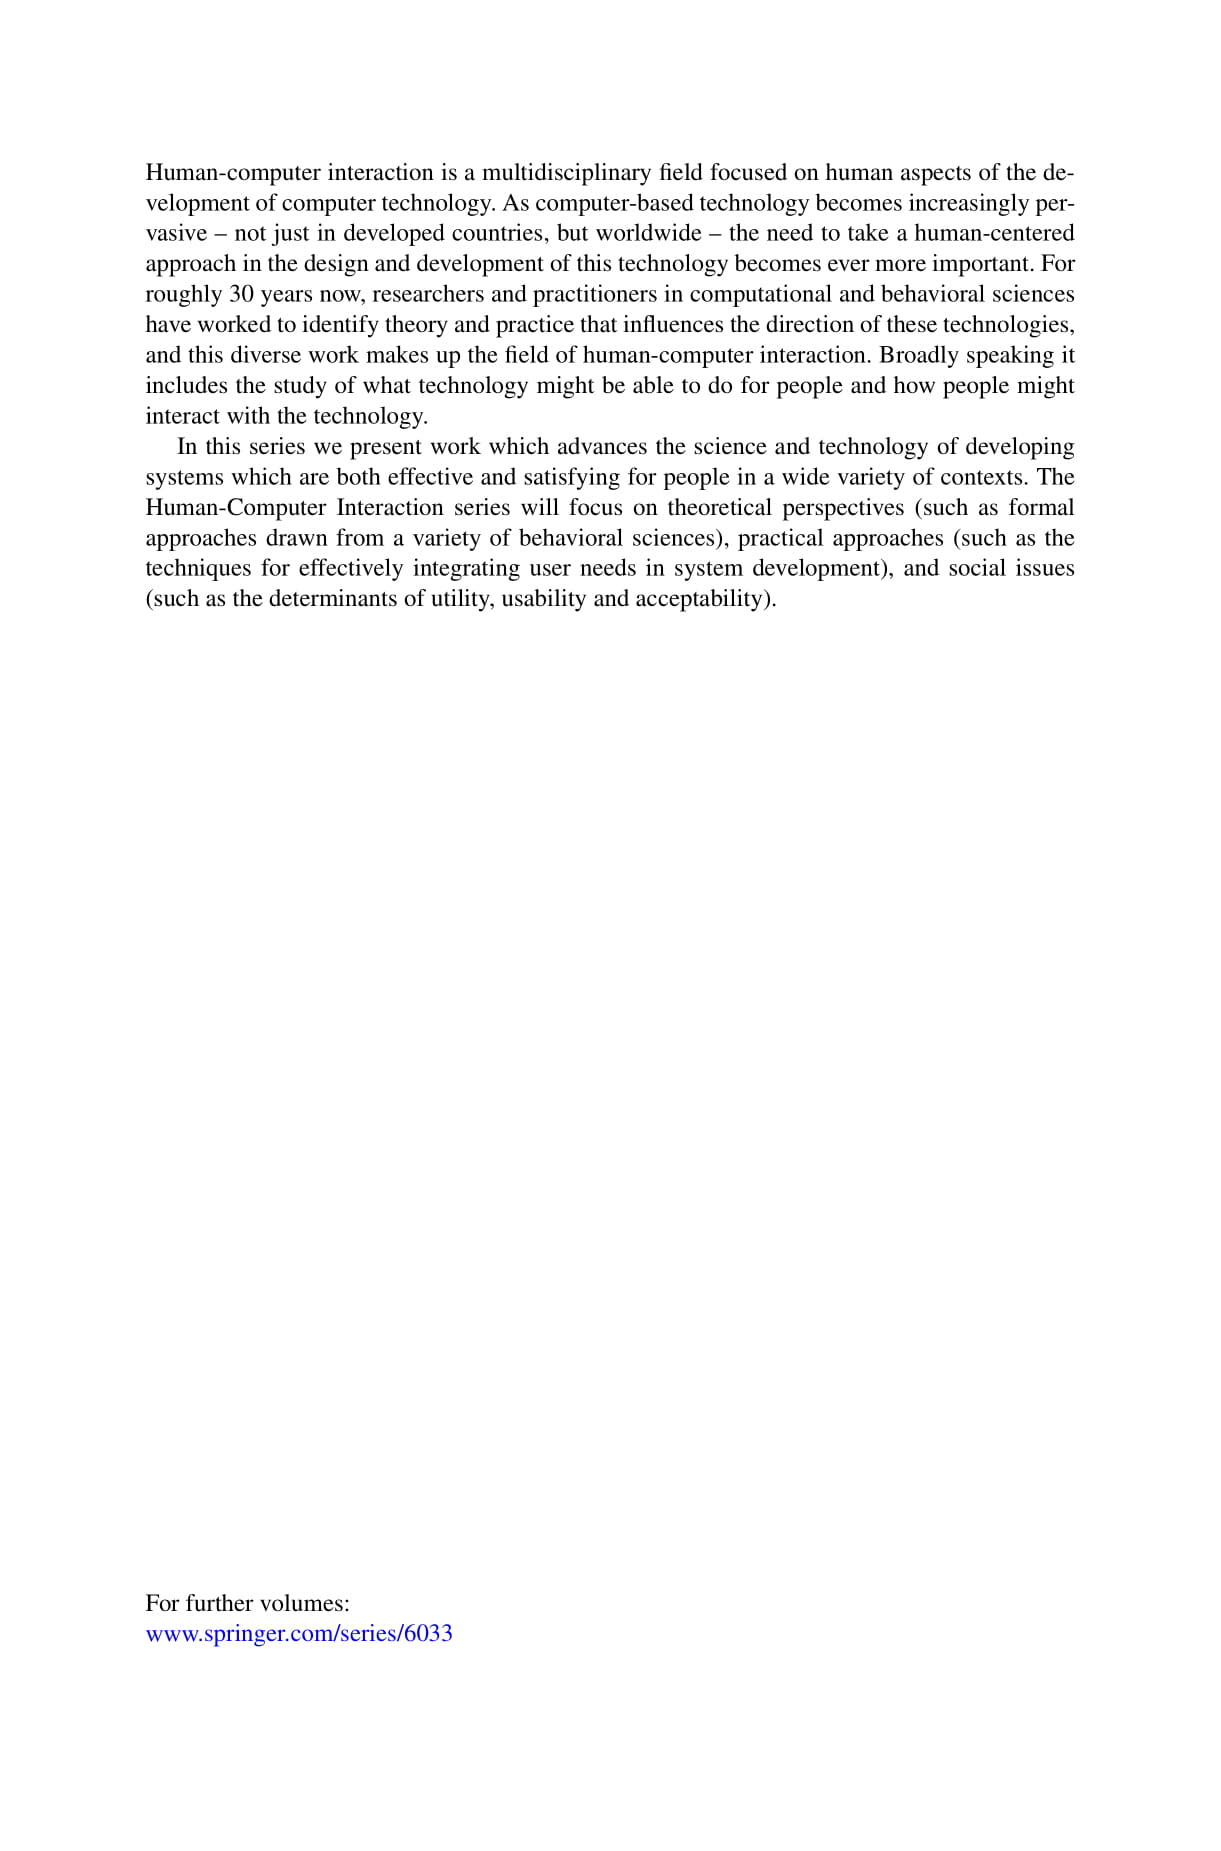 Human-computer interaction is a multidisciplinary field focused on human aspects of the de-
velopment of computer technology. As computer-based technology becomes increasingly per-
vasive – not just in developed countries, but worldwide – the need to take a human-centered
approach in the design and development of this technology becomes ever more important. For
roughly 30 years now, researchers and practitioners in computational and behavioral sciences
have worked to identify theory and practice that influences the direction of these technologies,
and this diverse work makes up the field of human-computer interaction. Broadly speaking it
includes the study of what technology might be able to do for people and how people might
interact with the technology.
In this series we present work which advances the science and technology of developing
systems which are both effective and satisfying for people in a wide variety of contexts. The
Human-Computer Interaction series will focus on theoretical perspectives (such as formal
approaches drawn from a variety of behavioral sciences), practical approaches (such as the
techniques for effectively integrating user needs in system development), and social issues
(such as the determinants of utility, usability and acceptability).
For further volumes:
www.springer.com/series/6033